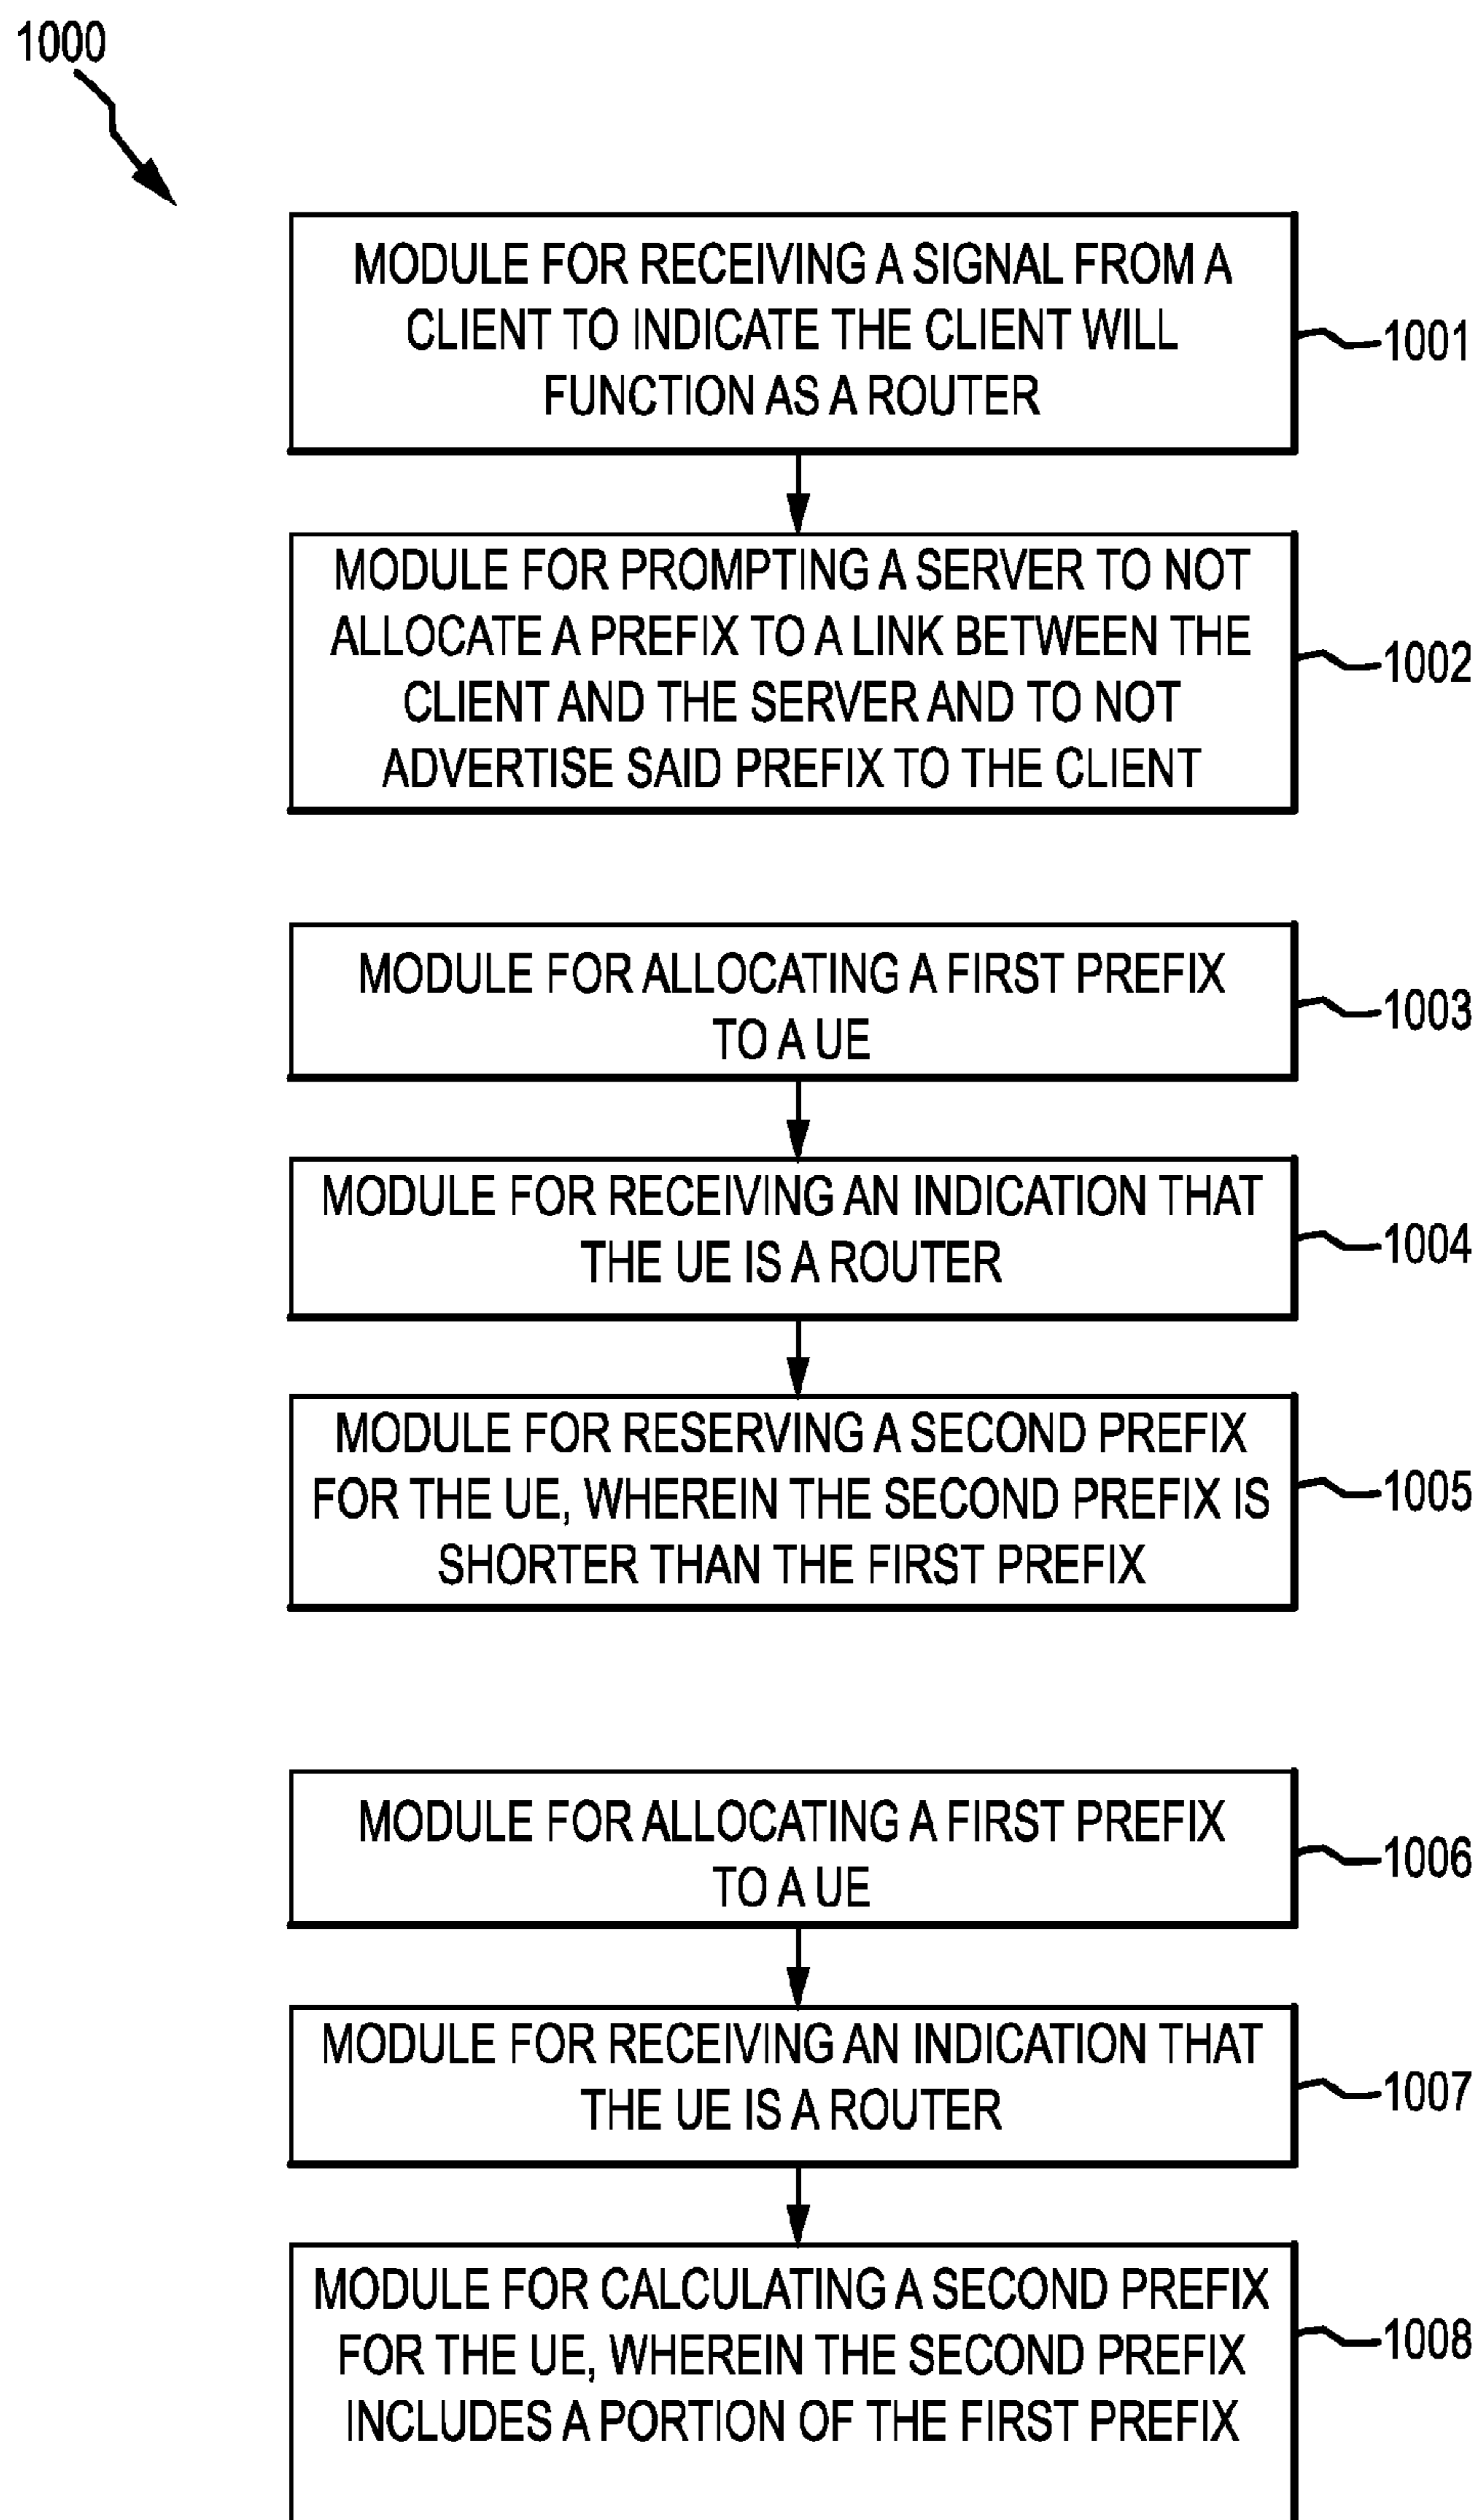 1000
MODULE FOR RECEIVING A SIGNAL FROM A
CLIENT TO INDICATE THE CLIENT WILL
FUNCTION AS A ROUTER
1001
MODULE FOR PROMPTING A SERVER TO NOT
ALLOCATE A PREFIX TO A LINK BETWEEN THE
CLIENT AND THE SERVER AND TO NOT
ADVERTISE SAID PREFIX TO THE CLIENT
1002
MODULE FOR ALLOCATING A FIRST PREFIX
TO A UE
1003
MODULE FOR RECEIVING AN INDICATION THAT
THE UE IS A ROUTER
1004
MODULE FOR RESERVING A SECOND PREFIX
FOR THE UE, WHEREIN THE SECOND PREFIX IS
SHORTER THAN THE FIRST PREFIX
1005
MODULE FOR ALLOCATING A FIRST PREFIX
TO A UE
1006
MODULE FOR RECEIVING AN INDICATION THAT
THE UE IS A ROUTER
1007
MODULE FOR CALCULATING A SECOND PREFIX
FOR THE UE, WHEREIN THE SECOND PREFIX
INCLUDES A PORTION OF THE FIRST PREFIX
1008